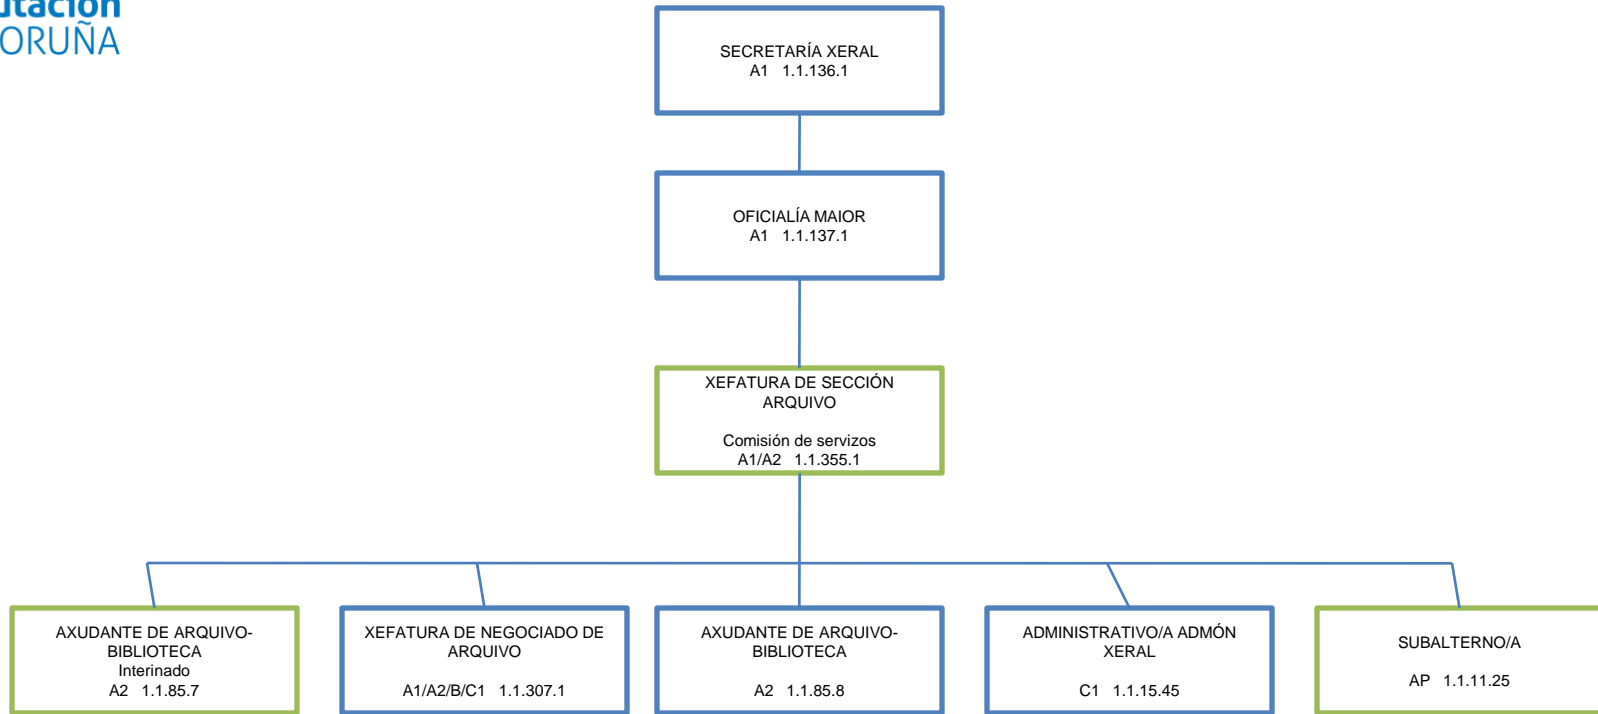 ORUÑA
SECRETARÍA XERAL
A1 1.1.136.1
OFICIALÍA MAIOR
A1 1.1.137.1
XEFATURA DE SECCIÓN
ARQUIVO
Comisión de servizos
A1/A2 1.1.355.1
AXUDANTE DE ARQUIVO-
BIBLIOTECA
Interinado
A2 1.1.85.7
XEFATURA DE NEGOCIADO DE
ARQUIVO
A1/A2/B/C1 1.1.307.1
AXUDANTE DE ARQUIVO-
BIBLIOTECA
A2 1.1.85.8
ADMINISTRATIVO/A ADMÓN
XERAL
C1 1.1.15.45
SUBALTERNO/A
AP 1.1.11.25